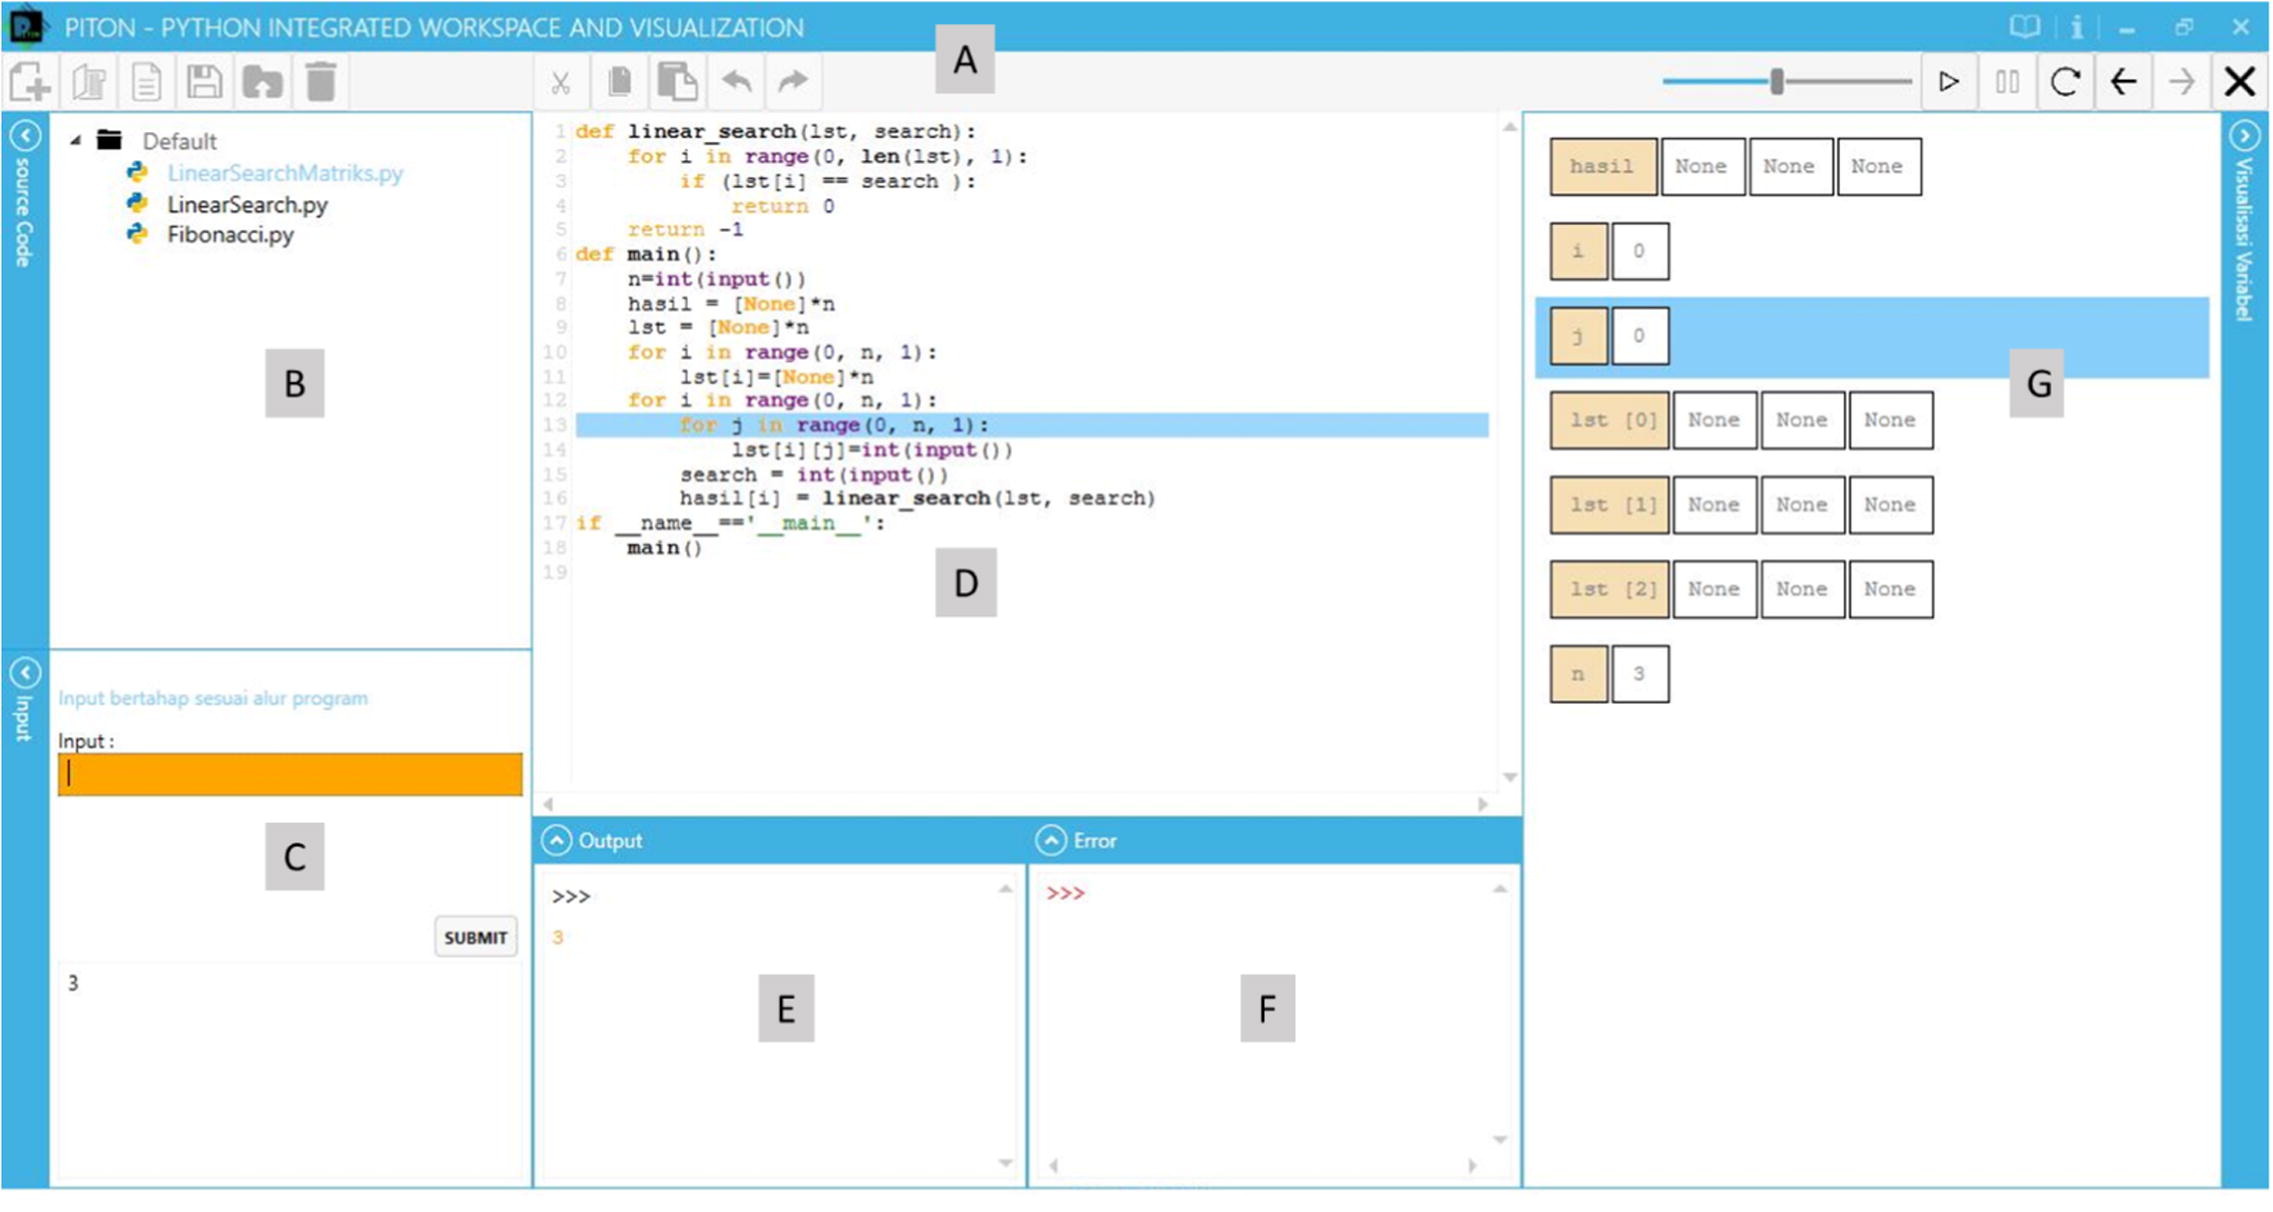 PITON - PYTHON INTEGRATED WORKSPACE AND VISUALIZATION
A
source Code
Default
LinearSearchMatriks.py
LinearSearch.py
Fibonacci.py
B
Input
Input bertahap sesuai alur program
Input :
C
SUBMIT
3
1 def linear_search(lst, search):
2     for i in range(0, len(lst), 1):
3         if (lst[i] == search ):
4             return 0
5     return -1
6 def main():
7     n=int(input())
8     hasil = [None]*n
9     lst = [None]*n
10     for i in range(0, n, 1):
11         lst[i]=[None]*n
12     for i in range(0, n, 1):
13         for j in range(0, n, 1):
14             lst[i][j]=int(input())
15         search = int(input())
16         hasil[i] = linear_search(lst, search)
17 if __name__=='__main__':
18     main()
19
D
Output
>>>
3
E
Error
>>>
F
hasil None None None
i 0
j 0
G
lst [0] None None None
lst [1] None None None
lst [2] None None None
n 3
Visualisasi Variabel